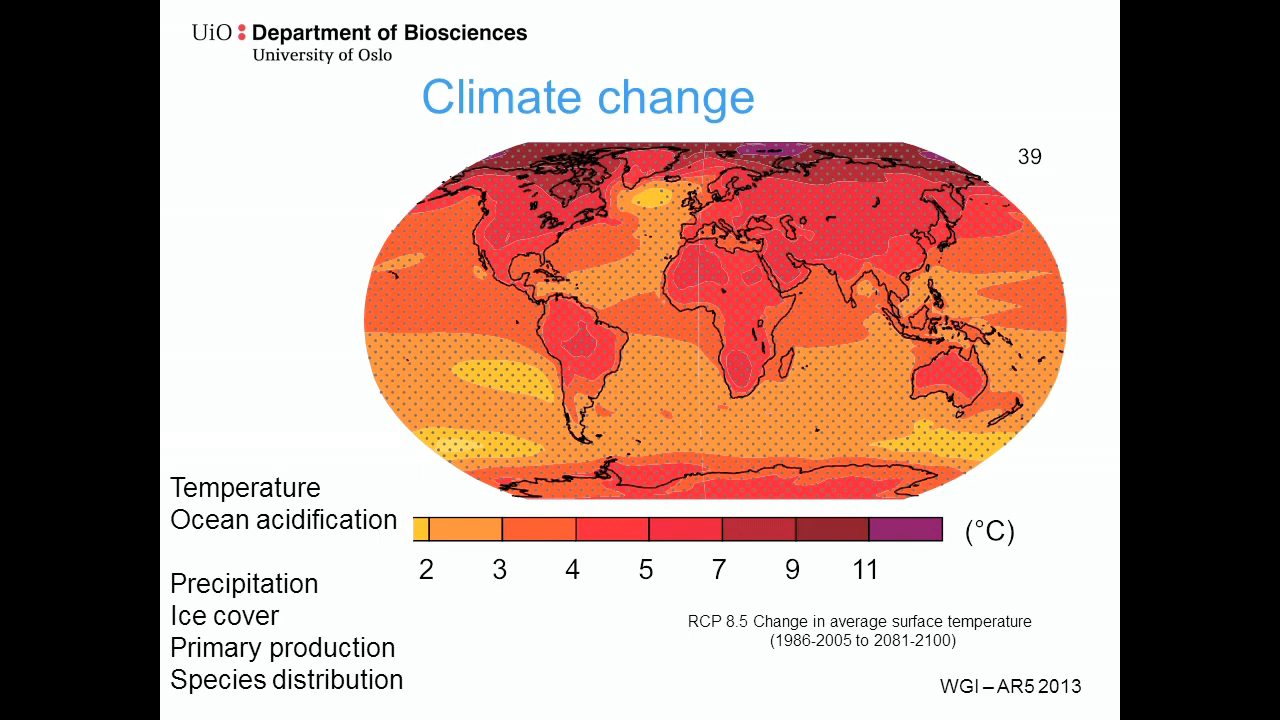 UiO: Department of Biosciences
University of Oslo
Climate change
39
Temperature
Ocean acidification
Precipitation
Ice cover
Primary production
Species distribution
(°C)
2 3 4 5 7 9 11
RCP 8.5 Change in average surface temperature
(1986-2005 to 2081-2100)
WGI – AR5 2013